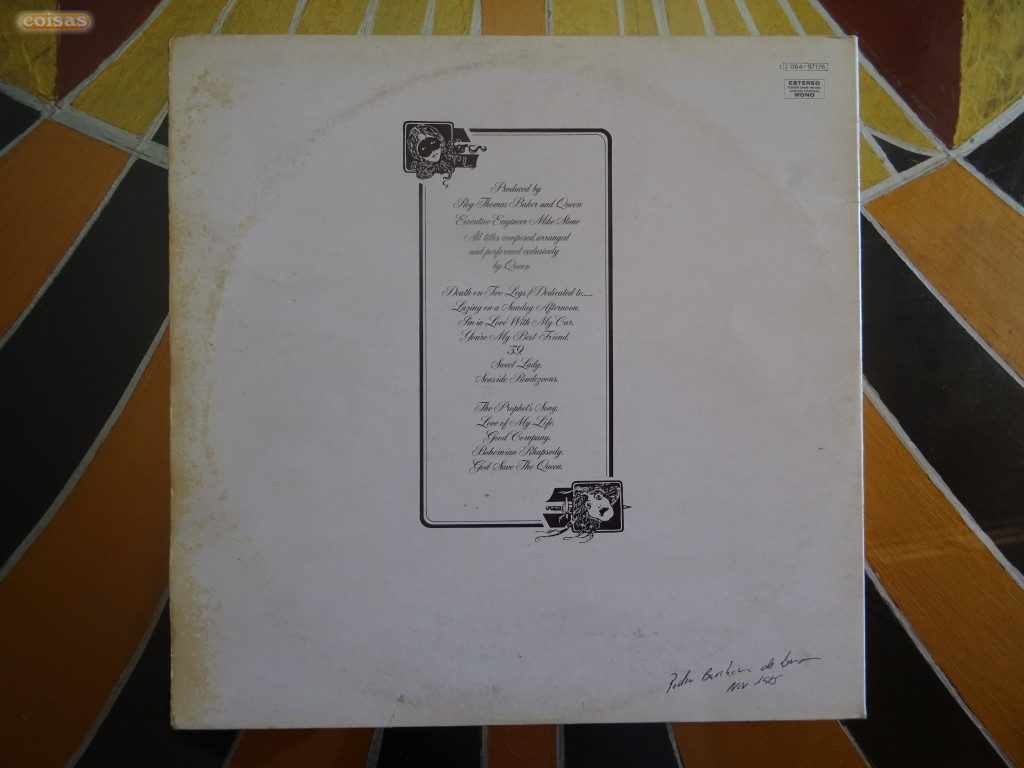 coisas
1J 064-97176
ESTEREO
MONO
Produced by
Roy Thomas Baker and Queen
Executive Engineer Mike Stone
All titles composed, arranged
and performed exclusively
by Queen
Death on Two Legs (Dedicated to......
Lazing on a Sunday Afternoon.
I'm in Love With My Car.
You're My Best Friend.
'39.
Sweet Lady.
Seaside Rendezvous.
The Prophet's Song.
Love of My Life.
Good Company.
Bohemian Rhapsody.
God Save The Queen.
Nov